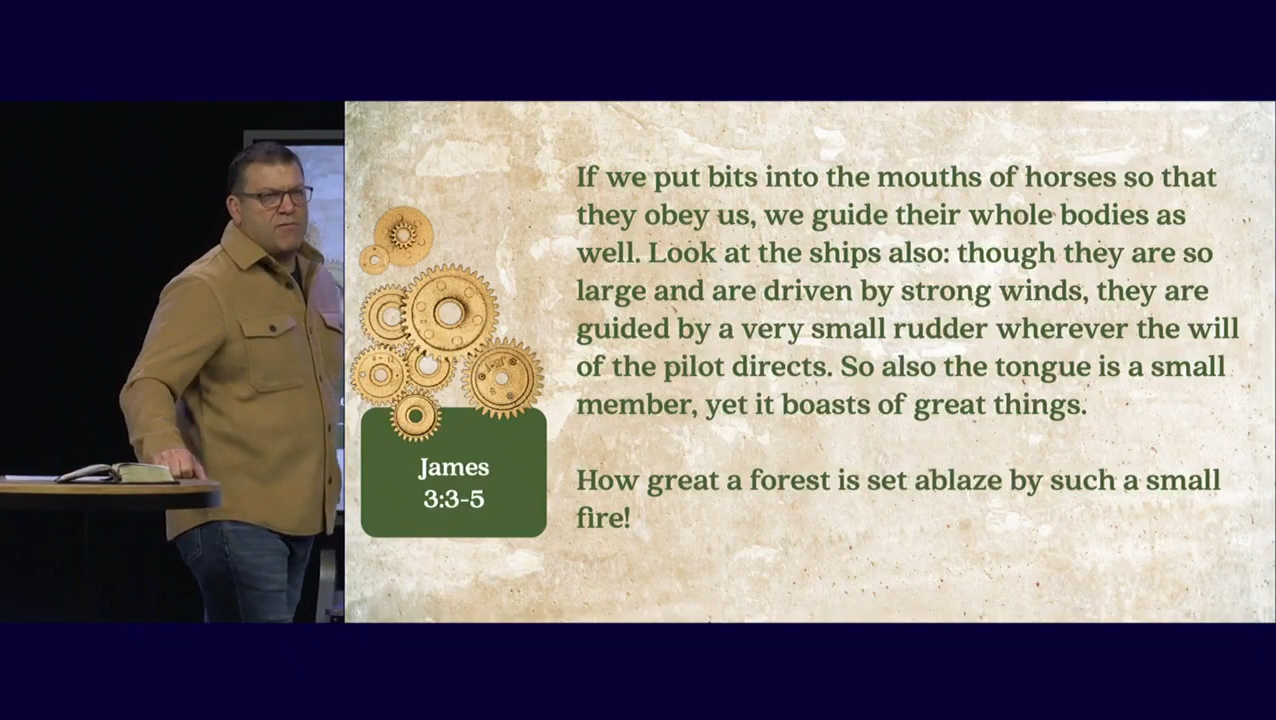 James
3:3-5
If we put bits into the mouths of horses so that
they obey us, we guide their whole bodies as
well. Look at the ships also: though they are so
large and are driven by strong winds, they are
guided by a very small rudder wherever the will
of the pilot directs. So also the tongue is a small
member, yet it boasts of great things.
How great a forest is set ablaze by such a small
fire!